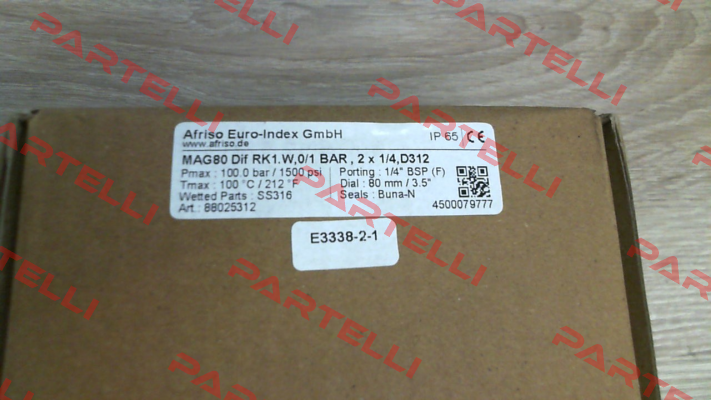 Afriso Euro-Index GmbH IP 65 CE
www.afriso.de
MAG80 Dif RK1.W,0/1 BAR , 2 x 1/4,D312
Pmax : 100.0 bar / 1500 psi Porting : 1/4" BSP (F)
Tmax : 100 °C / 212 °F Dial : 80 mm / 3.5"
Wetted Parts : SS316 Seals : Buna-N
Art.: 88025312 4500079777
E3338-2-1
PARTELLI
PARTELLI
PARTELLI
PARTELLI
PARTELLI
PARTELLI
PARTELLI